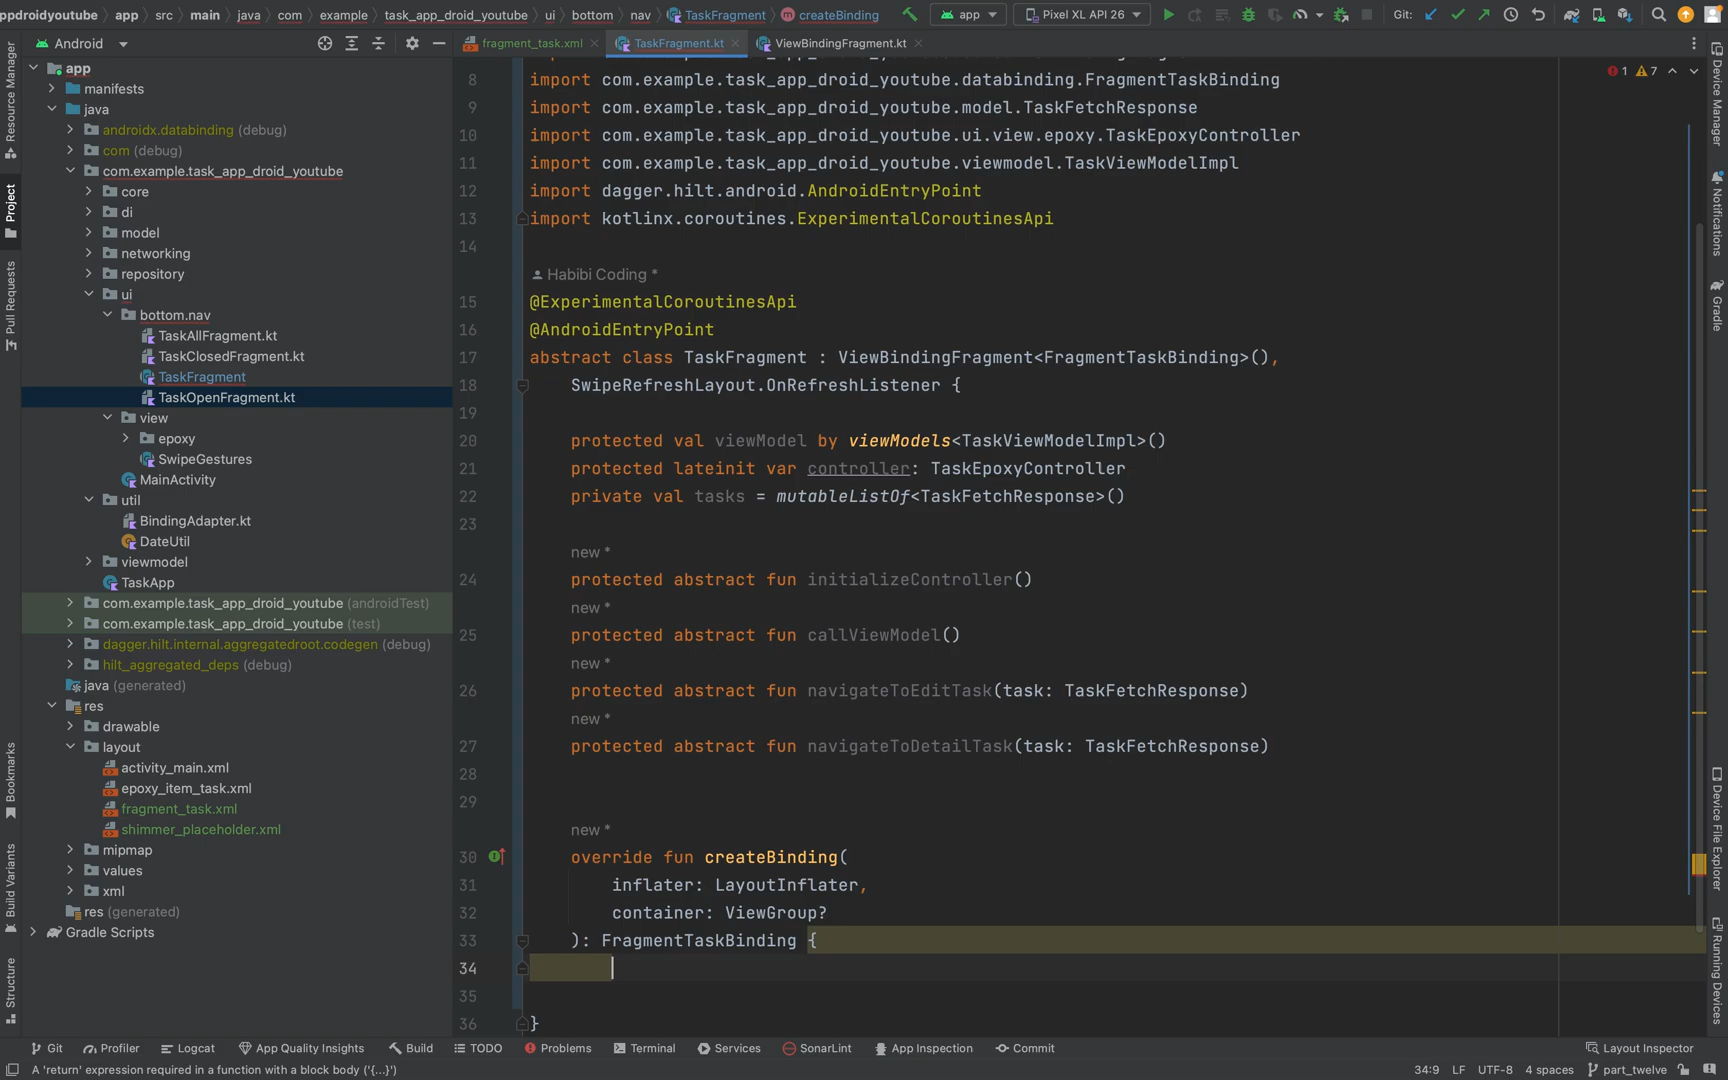 ppdroidyoutube › app › src › main › java › com › example › task_app_droid_youtube › ui › bottom › nav › TaskFragment › createBinding
app
Pixel XL API 26
Git:
Android
fragment_task.xml
TaskFragment.kt
ViewBindingFragment.kt
app
manifests
java
androidx.databinding (debug)
com (debug)
com.example.task_app_droid_youtube
core
di
model
networking
repository
ui
bottom.nav
TaskAllFragment.kt
TaskClosedFragment.kt
TaskFragment
TaskOpenFragment.kt
view
epoxy
SwipeGestures
MainActivity
util
BindingAdapter.kt
DateUtil
viewmodel
TaskApp
com.example.task_app_droid_youtube (androidTest)
com.example.task_app_droid_youtube (test)
dagger.hilt.internal.aggregatedroot.codegen (debug)
hilt_aggregated_deps (debug)
java (generated)
res
drawable
layout
activity_main.xml
epoxy_item_task.xml
fragment_task.xml
shimmer_placeholder.xml
mipmap
values
xml
res (generated)
Gradle Scripts
8 import com.example.task_app_droid_youtube.databinding.FragmentTaskBinding
9 import com.example.task_app_droid_youtube.model.TaskFetchResponse
10 import com.example.task_app_droid_youtube.ui.view.epoxy.TaskEpoxyController
11 import com.example.task_app_droid_youtube.viewmodel.TaskViewModelImpl
12 import dagger.hilt.android.AndroidEntryPoint
13 import kotlinx.coroutines.ExperimentalCoroutinesApi
14
Habibi Coding *
15 @ExperimentalCoroutinesApi
16 @AndroidEntryPoint
17 abstract class TaskFragment : ViewBindingFragment<FragmentTaskBinding>(),
18 SwipeRefreshLayout.OnRefreshListener {
19
20 protected val viewModel by viewModels<TaskViewModelImpl>()
21 protected lateinit var controller: TaskEpoxyController
22 private val tasks = mutableListOf<TaskFetchResponse>()
23
new *
24 protected abstract fun initializeController()
new *
25 protected abstract fun callViewModel()
new *
26 protected abstract fun navigateToEditTask(task: TaskFetchResponse)
new *
27 protected abstract fun navigateToDetailTask(task: TaskFetchResponse)
28
29
new *
30 override fun createBinding(
31 inflater: LayoutInflater,
32 container: ViewGroup?
33 ): FragmentTaskBinding {
34
35
36 }
1 7
Resource Manager
Project
Pull Requests
Bookmarks
Build Variants
Structure
Device Manager
Notifications
Gradle
Device File Explorer
Running Devices
Git
Profiler
Logcat
App Quality Insights
Build
TODO
Problems
Terminal
Services
SonarLint
App Inspection
Commit
Layout Inspector
A 'return' expression required in a function with a block body ('{...}')
34:9 LF UTF-8 4 spaces part_twelve